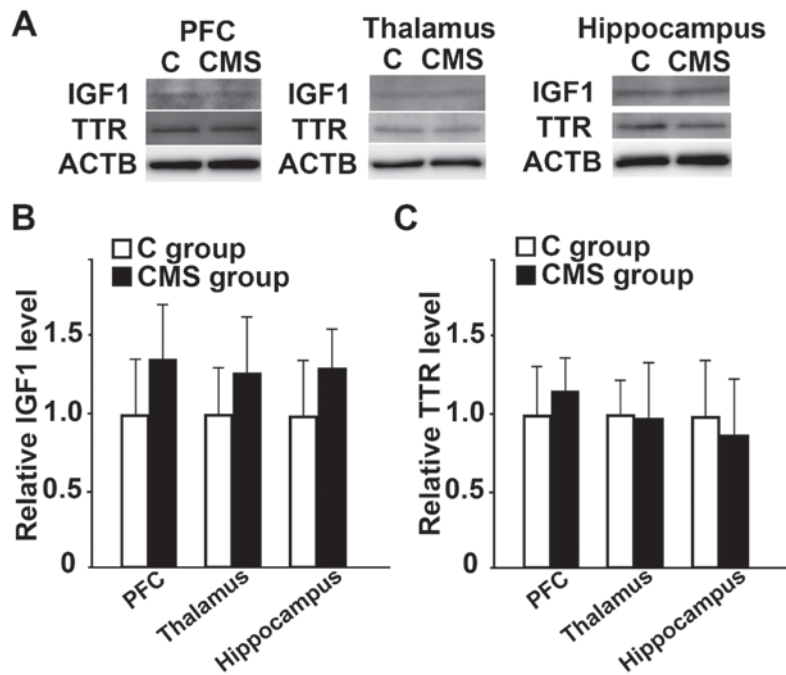 A
PFC
C CMS
IGF1
TTR
ACTB
Thalamus
C CMS
IGF1
TTR
ACTB
Hippocampus
C CMS
IGF1
TTR
ACTB
B
C group
CMS group
Relative IGF1 level
1.5
1.0
0.5
0
PFC
Thalamus
Hippocampus
C
C group
CMS group
Relative TTR level
1.5
1.0
0.5
0
PFC
Thalamus
Hippocampus